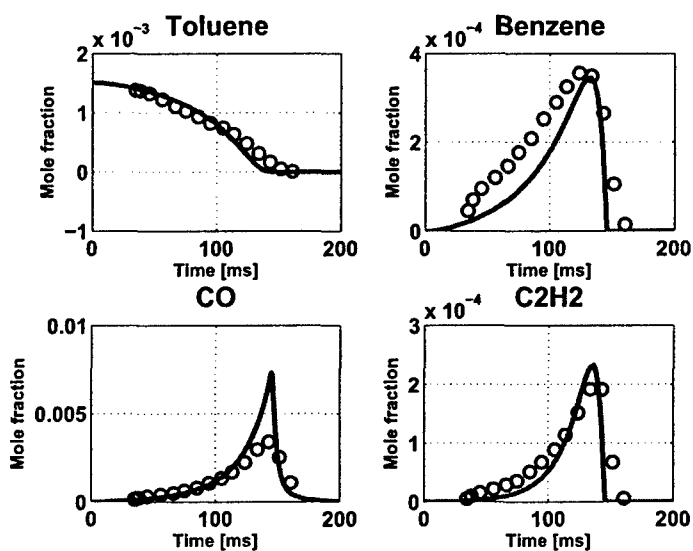 Toluene
x 10^-3
Mole fraction
2
1
0
-1
0
100
200
Time [ms]
Benzene
x 10^-4
Mole fraction
4
2
0
0
100
200
Time [ms]
CO
Mole fraction
0.01
0.005
0
0
100
200
Time [ms]
C2H2
x 10^-4
Mole fraction
3
2
1
0
0
100
200
Time [ms]